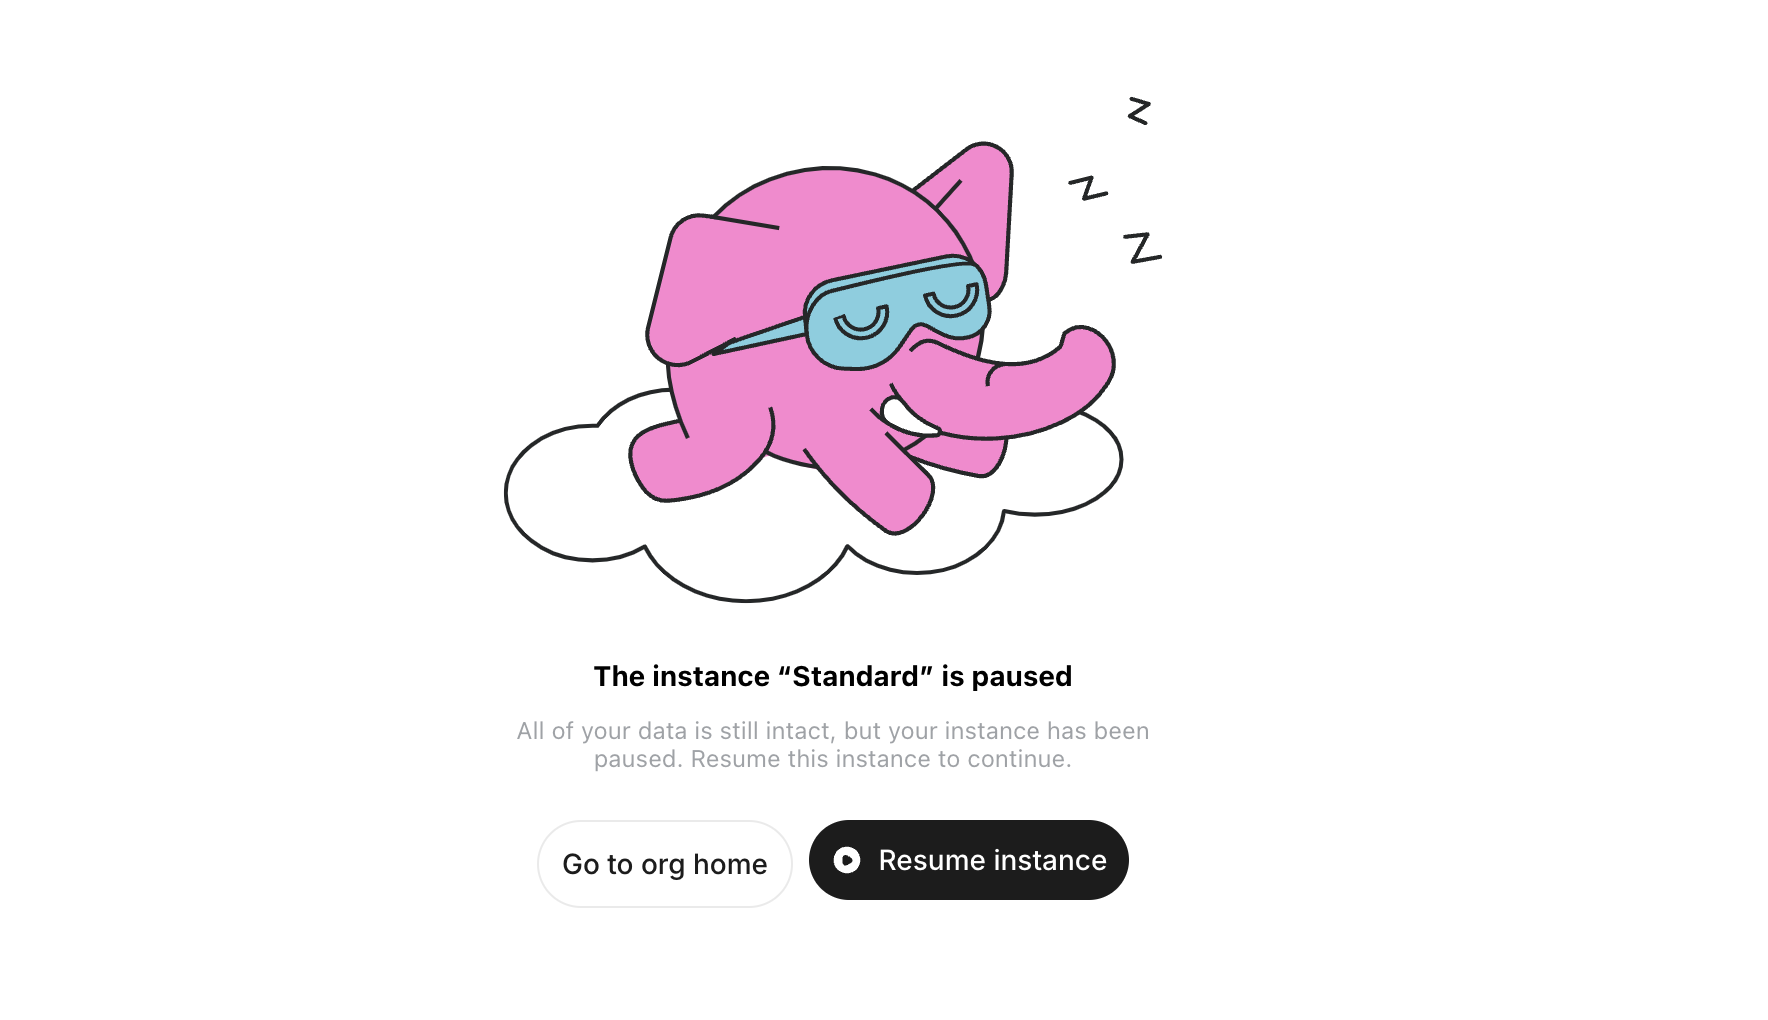 z
z
z
The instance “Standard” is paused
All of your data is still intact, but your instance has been
paused. Resume this instance to continue.
Go to org home
Resume instance